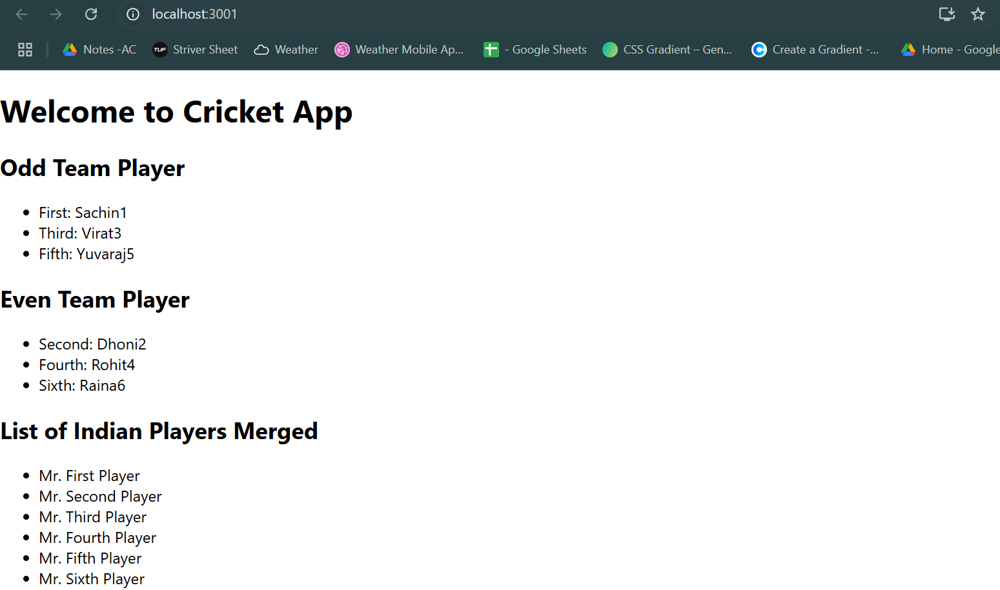 localhost:3001
Notes -AC TUF Striver Sheet Weather Weather Mobile Ap... - Google Sheets CSS Gradient – Gen... Create a Gradient -... Home - Google
Welcome to Cricket App
Odd Team Player
• First: Sachin1
• Third: Virat3
• Fifth: Yuvaraj5
Even Team Player
• Second: Dhoni2
• Fourth: Rohit4
• Sixth: Raina6
List of Indian Players Merged
• Mr. First Player
• Mr. Second Player
• Mr. Third Player
• Mr. Fourth Player
• Mr. Fifth Player
• Mr. Sixth Player